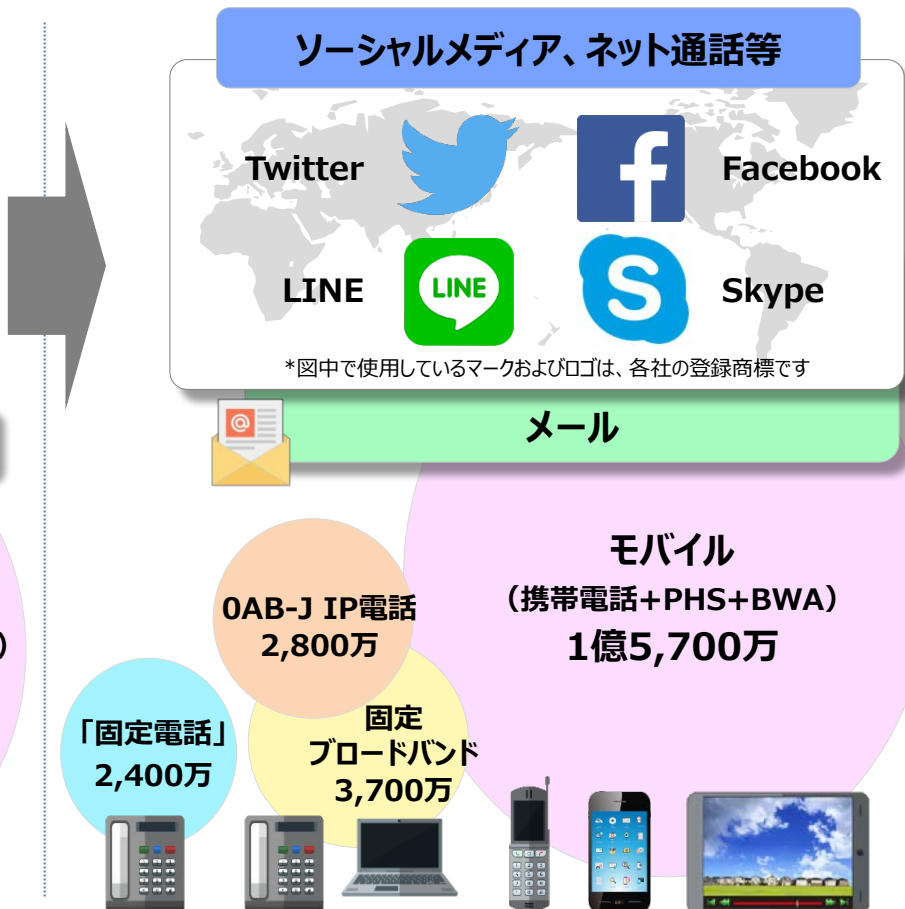 ソーシャルメディア、ネット通話等
Twitter
Facebook
LINE
LINE
Skype
*図中で使用しているマークおよびロゴは、各社の登録商標です
メール
モバイル
（携帯電話+PHS+BWA）
1億5,700万
0AB-J IP電話
2,800万
）
「固定電話」
2,400万
固定
ブロードバンド
3,700万